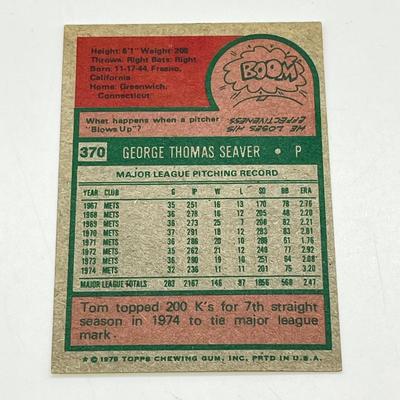 Height: 6'1" Weight: 208
Throws: Right Bats: Right
Born: 11-17-44, Fresno,
California
Home: Greenwich,
Connecticut
BOOM
What happens when a pitcher
"Blows Up"?
HE LOSES HIS
EFFECTIVENESS
370 GEORGE THOMAS SEAVER • P
MAJOR LEAGUE PITCHING RECORD
YEAR CLUB G IP W L SO BB ERA
1967 METS 35 251 16 13 170 78 2.76
1968 METS 36 278 16 12 205 48 2.20
1969 METS 36 273 25 7 208 82 2.21
1970 METS 37 291 18 12 283 83 2.81
1971 METS 36 286 20 10 289 61 1.76
1972 METS 35 262 21 12 249 77 2.92
1973 METS 36 290 19 10 251 64 2.08
1974 METS 32 236 11 11 201 75 3.20
MAJOR LEAGUE TOTALS 283 2167 146 87 1856 568 2.47
Tom topped 200 K's for 7th straight
season in 1974 to tie major league
mark.
© 1975 TOPPS CHEWING GUM, INC. PRTD IN U.S.A.